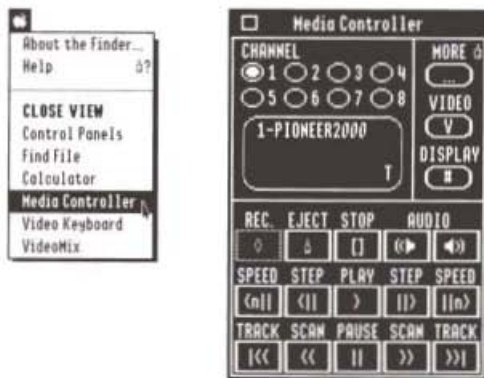 About the Finder...
Help ?
CLOSE VIEW
Control Panels
Find File
Calculator
Media Controller
Video Keyboard
VideoMix
Media Controller
CHANNEL
1 2 3 4
5 6 7 8
1-PIONEER2000
T
MORE
...
VIDEO
V
DISPLAY
#
REC. EJECT STOP AUDIO
[]
SPEED STEP PLAY STEP SPEED
<n|| <|| > ||> ||n>
TRACK SCAN PAUSE SCAN TRACK
|<< << || >> >>|